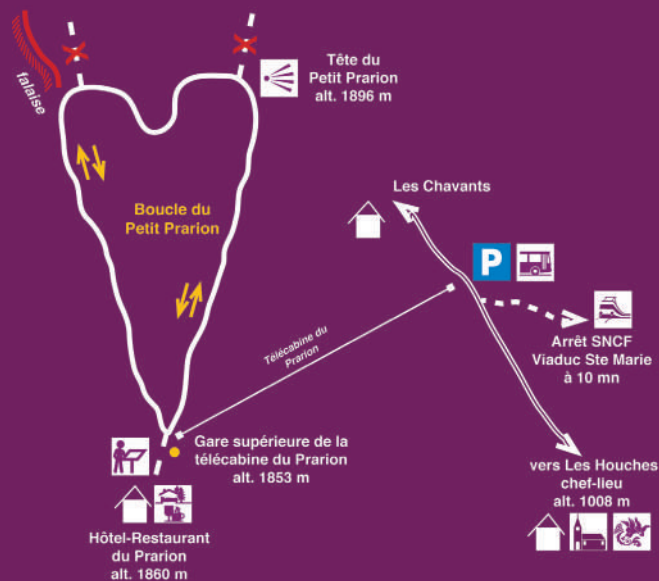 falaise
Tête du
Petit Prarion
alt. 1896 m
Boucle du
Petit Prarion
Les Chavants
P
Télécabine du
Prarion
Arrêt SNCF
Viaduc Ste Marie
à 10 mn
Gare supérieure de la
télécabine du Prarion
alt. 1853 m
vers Les Houches
chef-lieu
alt. 1008 m
Hôtel-Restaurant
du Prarion
alt. 1860 m